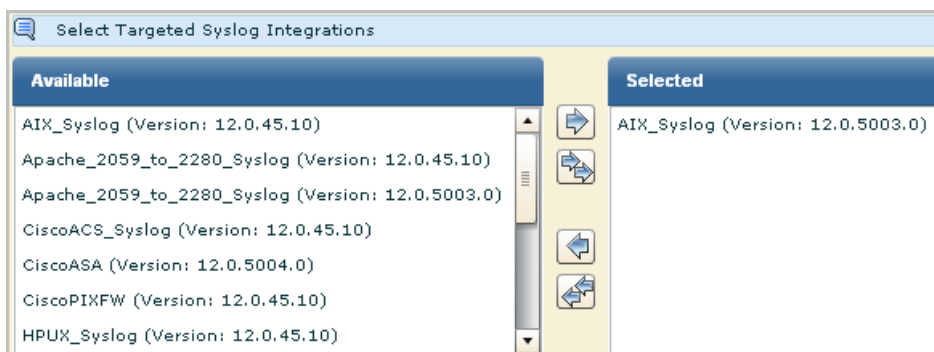 Select Targeted Syslog Integrations
Available
AIX_Syslog (Version: 12.0.45.10)
Apache_2059_to_2280_Syslog (Version: 12.0.45.10)
Apache_2059_to_2280_Syslog (Version: 12.0.5003.0)
CiscoACS_Syslog (Version: 12.0.45.10)
CiscoASA (Version: 12.0.5004.0)
CiscoPIXFW (Version: 12.0.45.10)
HPUX_Syslog (Version: 12.0.45.10)
Selected
AIX_Syslog (Version: 12.0.5003.0)